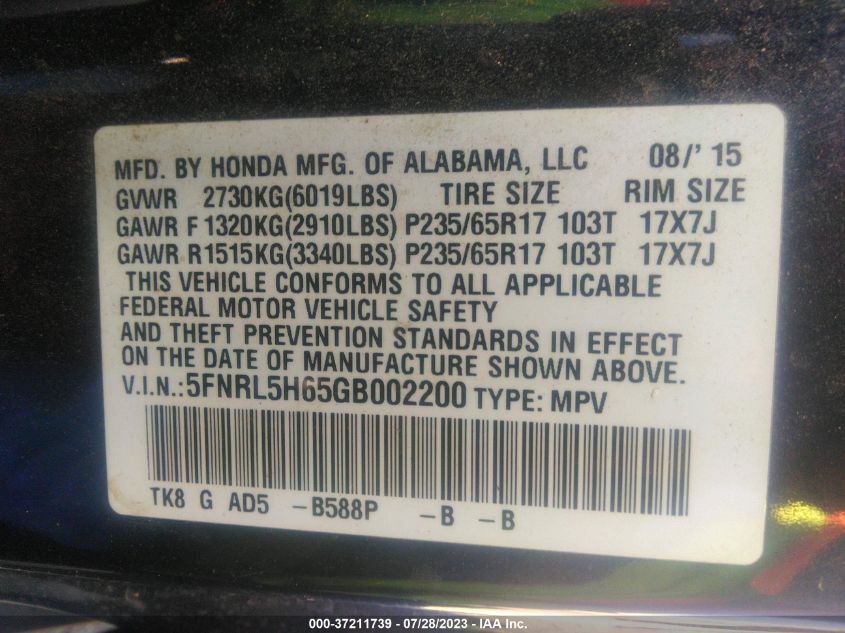 MFD. BY HONDA MFG. OF ALABAMA, LLC 08/' 15
GVWR 2730KG(6019LBS) TIRE SIZE RIM SIZE
GAWR F 1320KG(2910LBS) P235/65R17 103T 17X7J
GAWR R1515KG(3340LBS) P235/65R17 103T 17X7J
THIS VEHICLE CONFORMS TO ALL APPLICABLE
FEDERAL MOTOR VEHICLE SAFETY
AND THEFT PREVENTION STANDARDS IN EFFECT
ON THE DATE OF MANUFACTURE SHOWN ABOVE.
V.I.N.:5FNRL5H65GB002200 TYPE: MPV
TK8 G AD5 -B588P -B -B
000-37211739 / 07/28/2023 - IAA Inc.